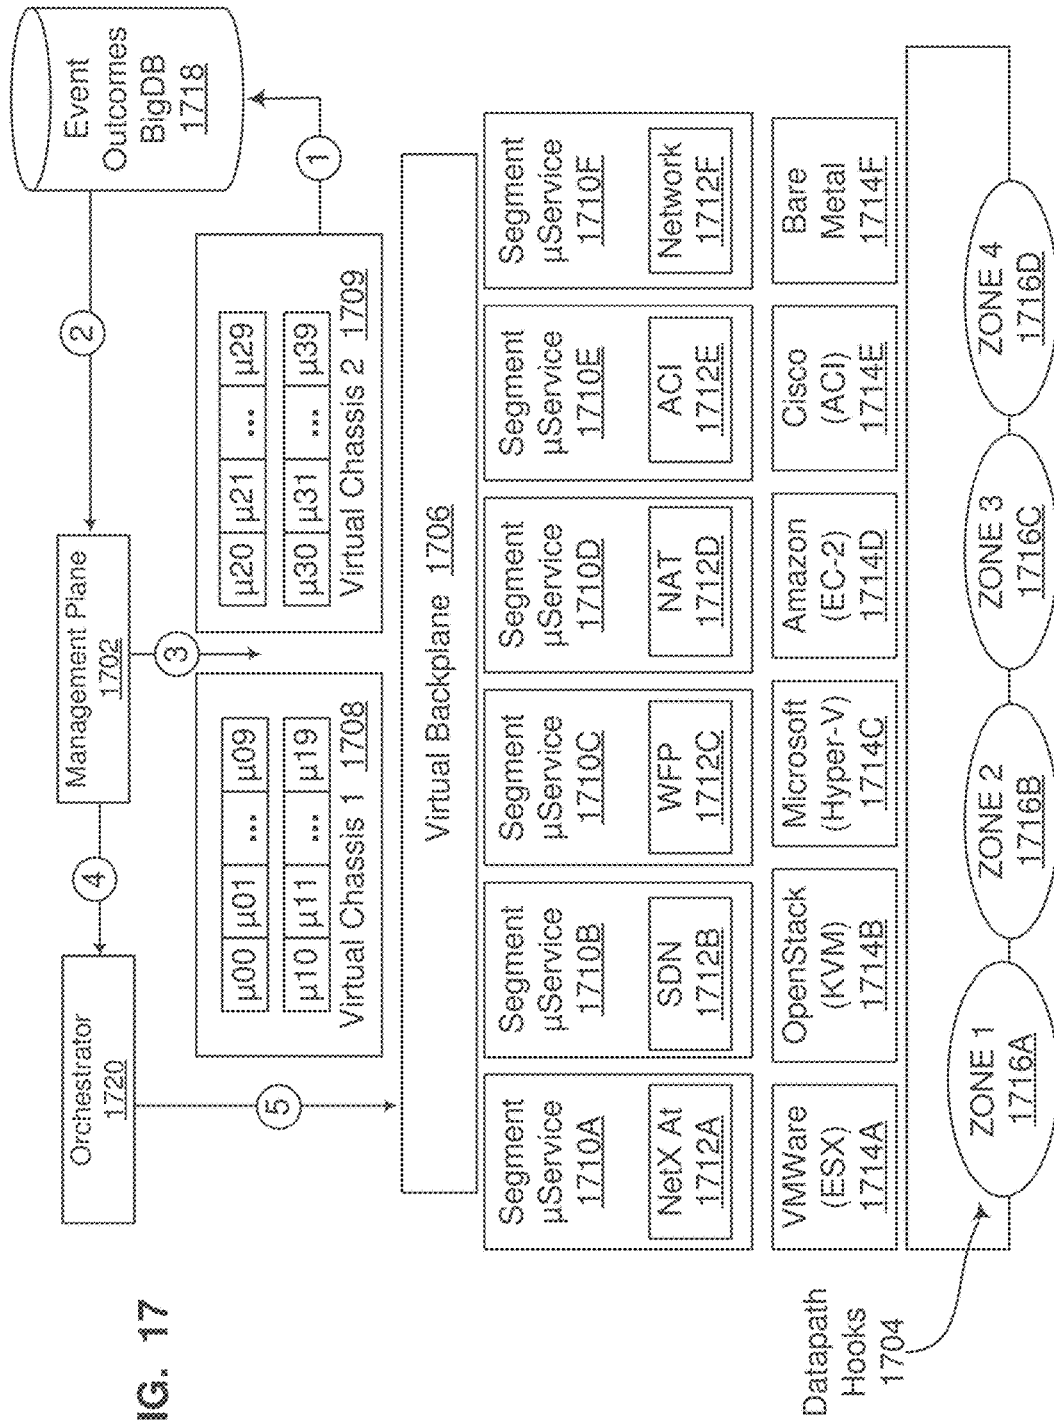 IG. 17
Event
Outcomes
BigDB
1718
2
1
Management Plane
1702
3
4
Orchestrator
1720
5
µ00 µ01 ... µ09
µ10 µ11 ... µ19
Virtual Chassis 1 1708
µ20 µ21 ... µ29
µ30 µ31 ... µ39
Virtual Chassis 2 1709
Virtual Backplane 1706
Segment
µService
1710A
NetX At
1712A
Segment
µService
1710B
SDN
1712B
Segment
µService
1710C
WFP
1712C
Segment
µService
1710D
NAT
1712D
Segment
µService
1710E
ACI
1712E
Segment
µService
1710F
Network
1712F
VMWare
(ESX)
1714A
OpenStack
(KVM)
1714B
Microsoft
(Hyper-V)
1714C
Amazon
(EC-2)
1714D
Cisco
(ACI)
1714E
Bare
Metal
1714F
Datapath
Hooks
1704
ZONE 1
1716A
ZONE 2
1716B
ZONE 3
1716C
ZONE 4
1716D